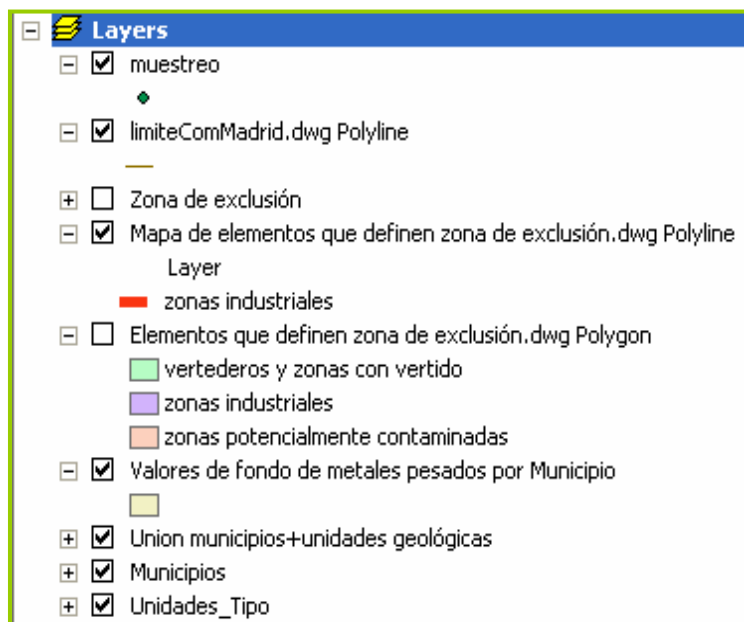 Layers
muestreo
limiteComMadrid.dwg Polyline
Zona de exclusión
Mapa de elementos que definen zona de exclusión.dwg Polyline
Layer
zonas industriales
Elementos que definen zona de exclusión.dwg Polygon
vertederos y zonas con vertido
zonas industriales
zonas potencialmente contaminadas
Valores de fondo de metales pesados por Municipio
Union municipios+unidades geológicas
Municipios
Unidades_Tipo